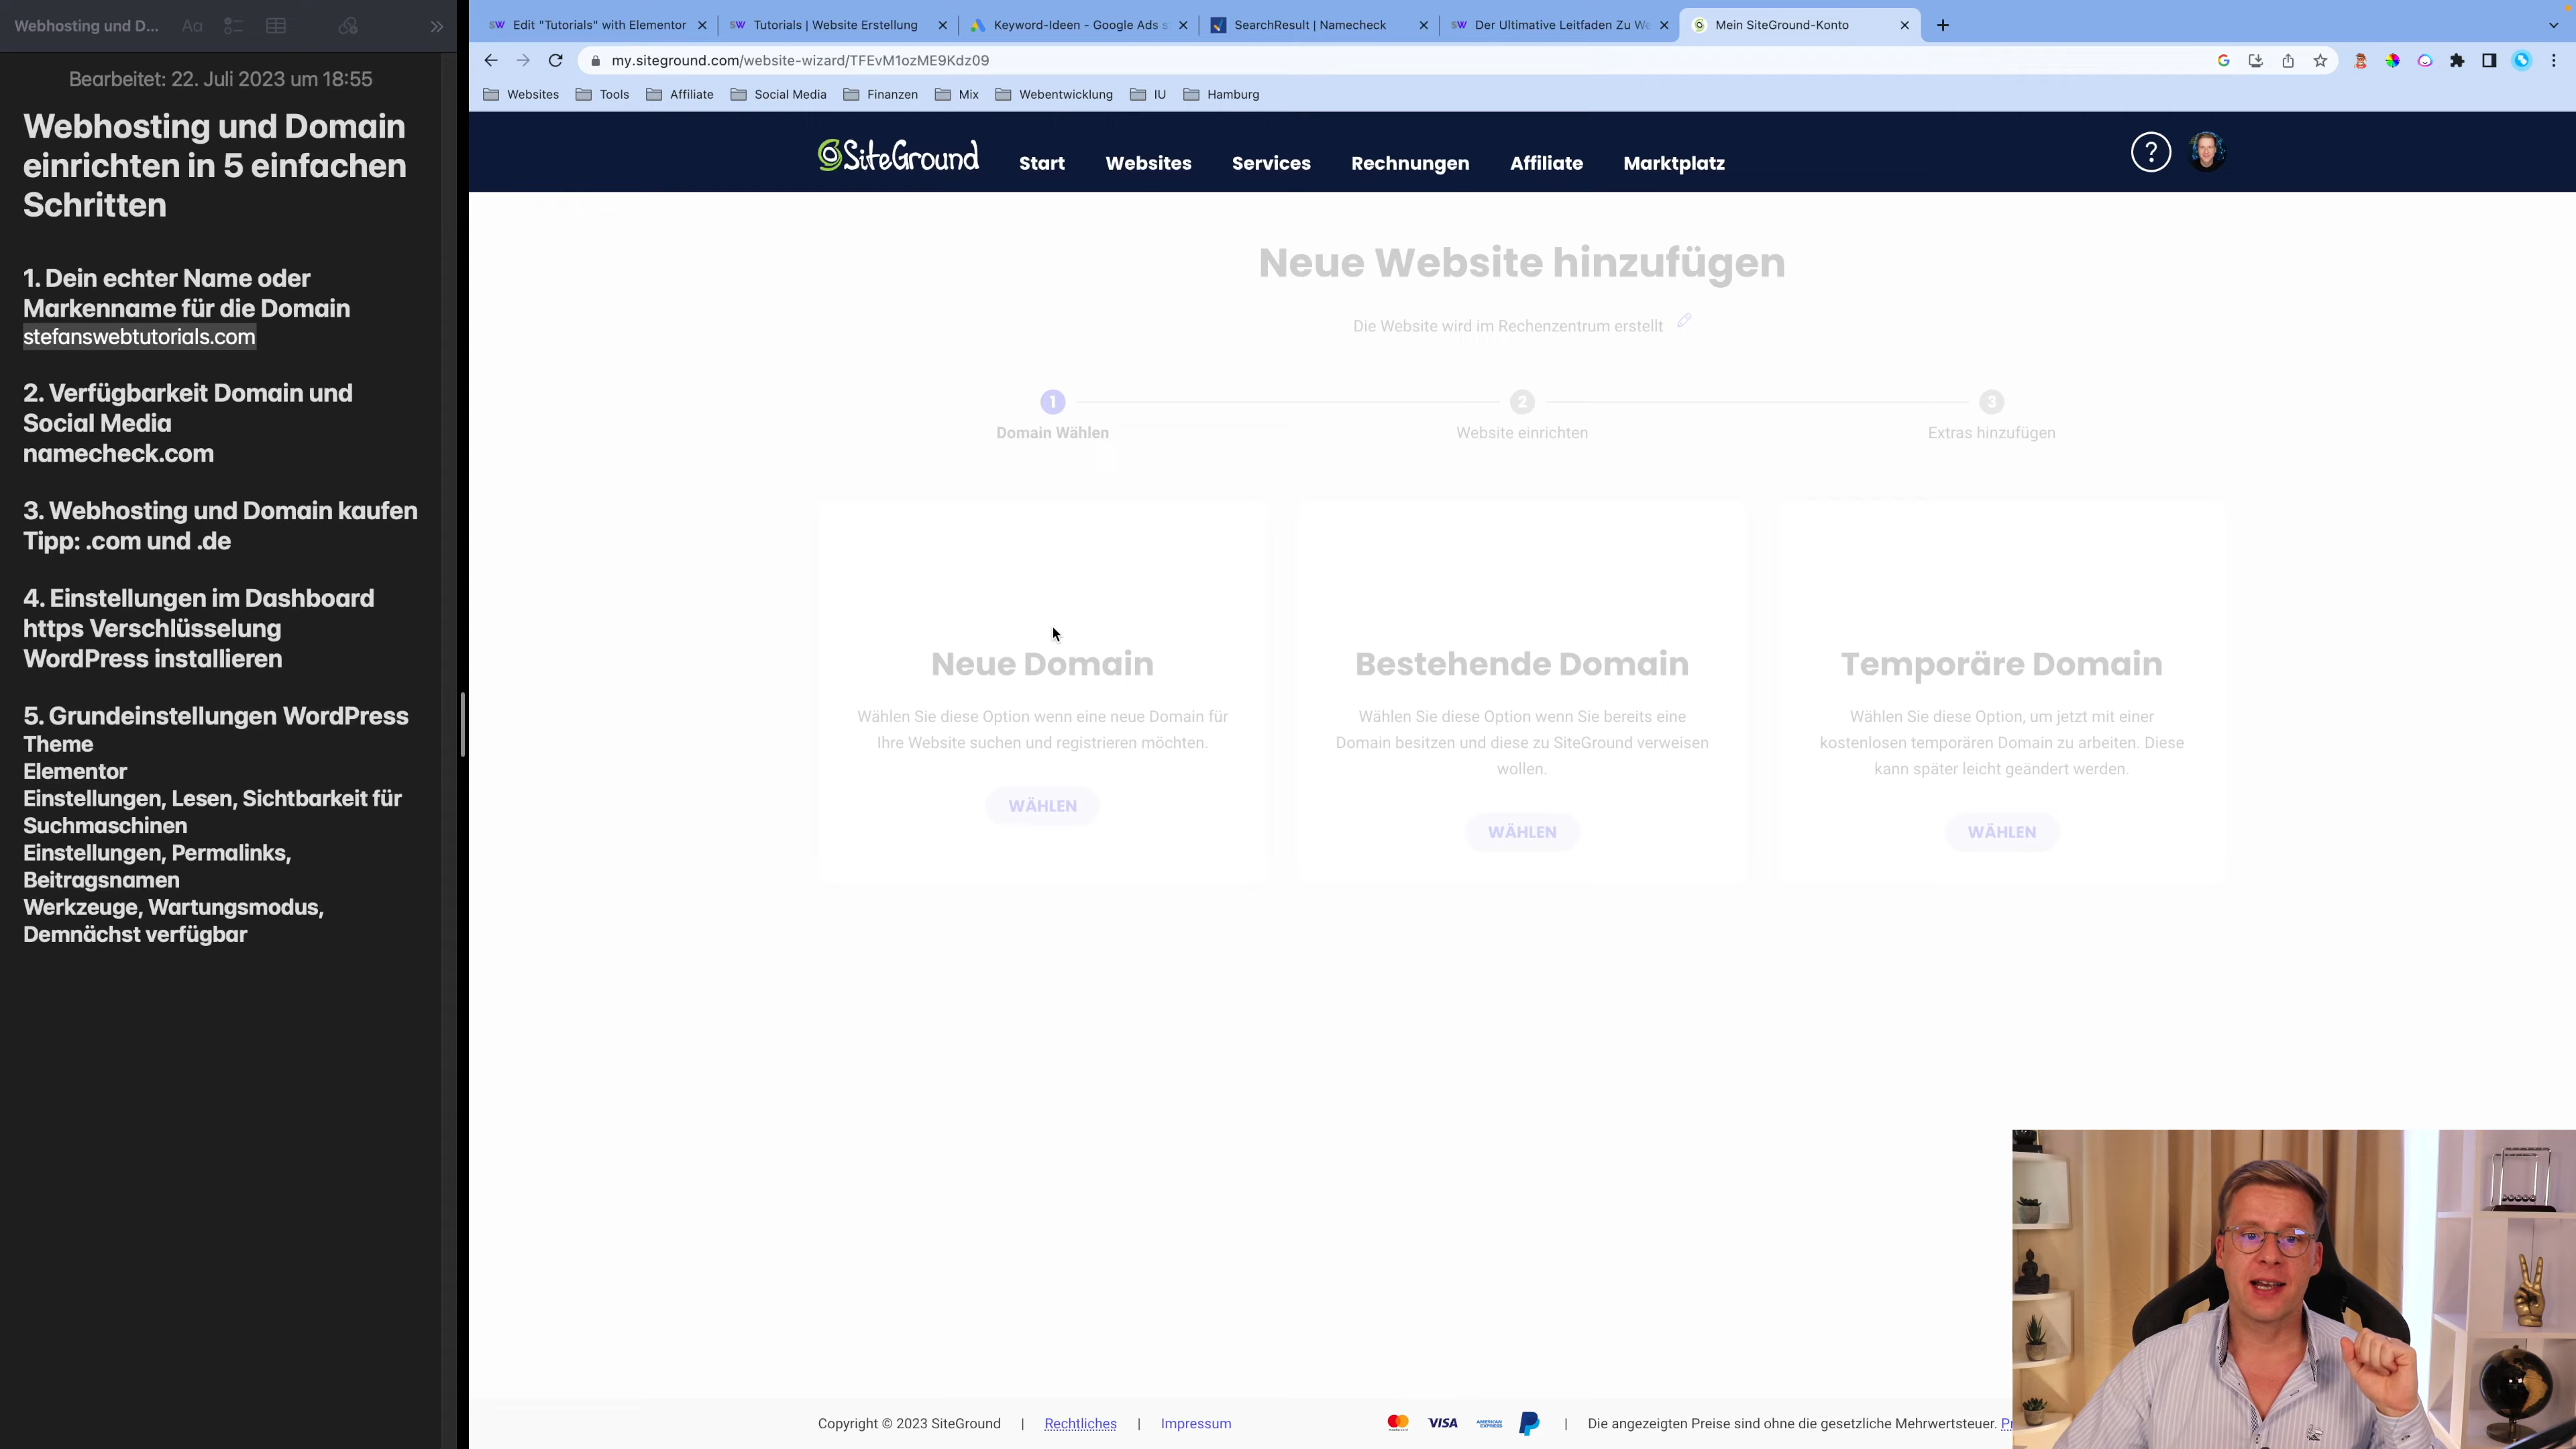 Webhosting und D...
Aa
Bearbeitet: 22. Juli 2023 um 18:55
Webhosting und Domain
einrichten in 5 einfachen
Schritten
1. Dein echter Name oder
Markenname für die Domain
stefanswebtutorials.com
2. Verfügbarkeit Domain und
Social Media
namecheck.com
3. Webhosting und Domain kaufen
Tipp: .com und .de
4. Einstellungen im Dashboard
https Verschlüsselung
WordPress installieren
5. Grundeinstellungen WordPress
Theme
Elementor
Einstellungen, Lesen, Sichtbarkeit für
Suchmaschinen
Einstellungen, Permalinks,
Beitragsnamen
Werkzeuge, Wartungsmodus,
Demnächst verfügbar
Edit "Tutorials" with Elementor
Tutorials | Website Erstellung
Keyword-Ideen - Google Ads
SearchResult | Namecheck
Der Ultimative Leitfaden Zu We
Mein SiteGround-Konto
my.siteground.com/website-wizard/TFEvM1ozME9Kdz09
Websites Tools Affiliate Social Media Finanzen Mix Webentwicklung IU Hamburg
SiteGround Start Websites Services Rechnungen Affiliate Marktplatz ?
Neue Website hinzufügen
Die Website wird im Rechenzentrum erstellt
1 2 3
Domain Wählen Website einrichten Extras hinzufügen
Neue Domain
Wählen Sie diese Option wenn eine neue Domain für
Ihre Website suchen und registrieren möchten.
WÄHLEN
Bestehende Domain
Wählen Sie diese Option wenn Sie bereits eine
Domain besitzen und diese zu SiteGround verweisen
wollen.
WÄHLEN
Temporäre Domain
Wählen Sie diese Option, um jetzt mit einer
kostenlosen temporären Domain zu arbeiten. Diese
kann später leicht geändert werden.
WÄHLEN
Copyright © 2023 SiteGround | Rechtliches | Impressum
VISA AMERICAN EXPRESS | Die angezeigten Preise sind ohne die gesetzliche Mehrwertsteuer.